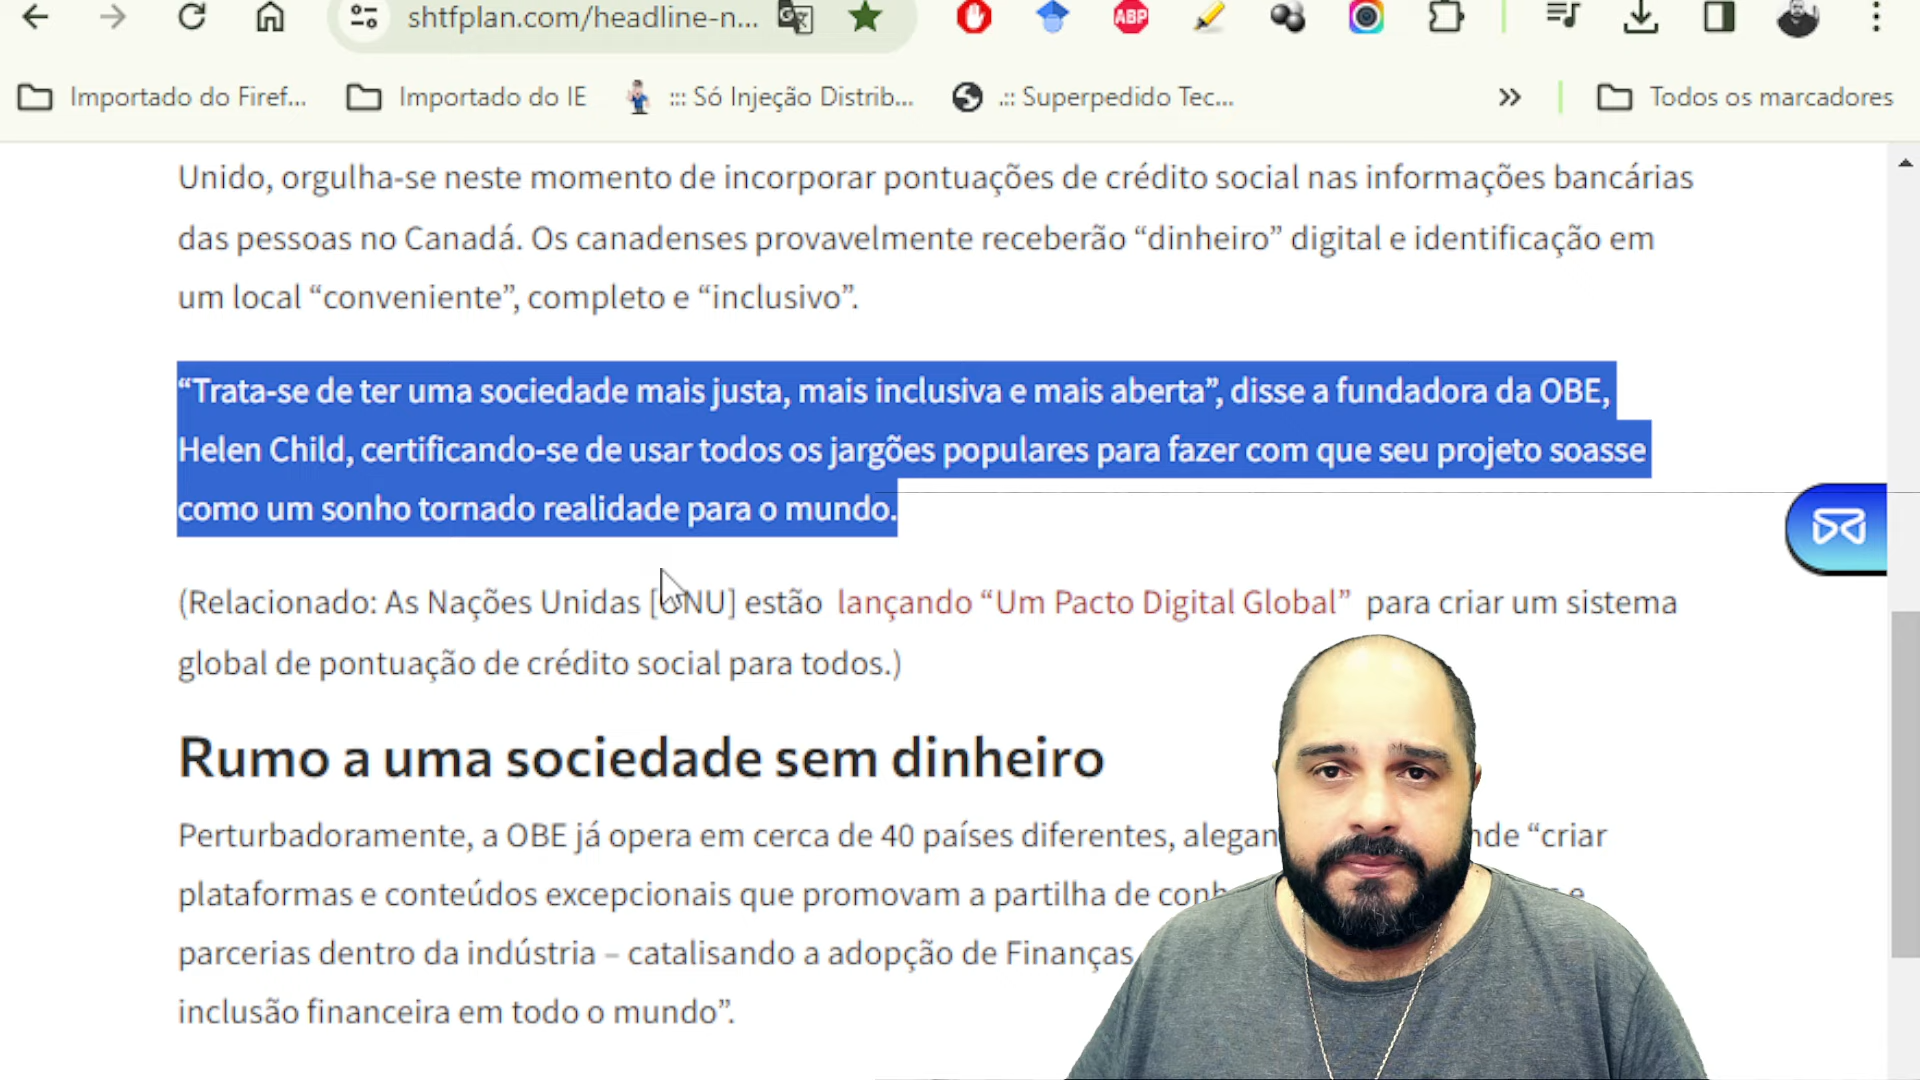 shtfplan.com/headline-n...
ABP
Importado do Firef...
Importado do IE
::: Só Injeção Distrib...
.:: Superpedido Tec...
Todos os marcadores
Unido, orgulha-se neste momento de incorporar pontuações de crédito social nas informações bancárias
das pessoas no Canadá. Os canadenses provavelmente receberão “dinheiro” digital e identificação em
um local “conveniente”, completo e “inclusivo”.
“Trata-se de ter uma sociedade mais justa, mais inclusiva e mais aberta”, disse a fundadora da OBE,
Helen Child, certificando-se de usar todos os jargões populares para fazer com que seu projeto soasse
como um sonho tornado realidade para o mundo.
(Relacionado: As Nações Unidas [ONU] estão lançando “Um Pacto Digital Global” para criar um sistema
global de pontuação de crédito social para todos.)
Rumo a uma sociedade sem dinheiro
Perturbadoramente, a OBE já opera em cerca de 40 países diferentes, alegan nde “criar
plataformas e conteúdos excepcionais que promovam a partilha de conh e
parcerias dentro da indústria – catalisando a adopção de Finanças
inclusão financeira em todo o mundo”.